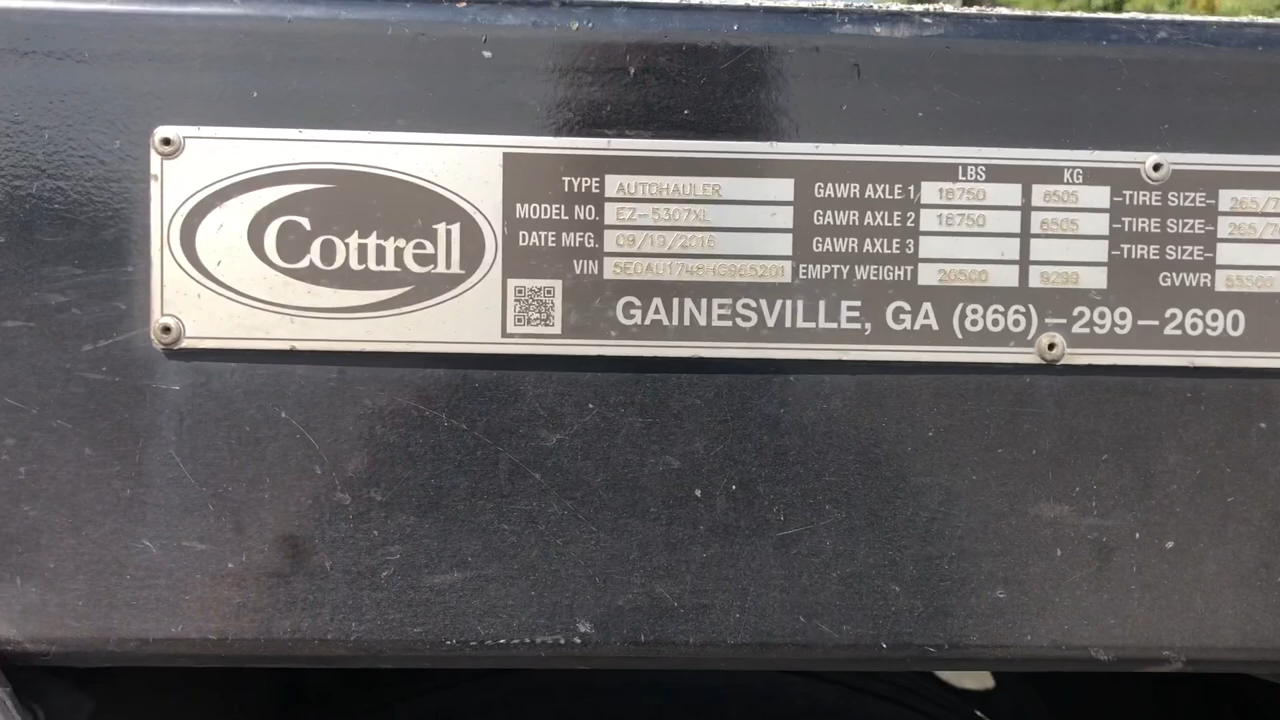 Cottrell
TYPE AUTOHAULER
MODEL NO. EZ-5307XL
DATE MFG. 09/19/2016
VIN 5E0AU1748HG965201
LBS KG
GAWR AXLE 1 18750 8505 -TIRE SIZE- 265/7
GAWR AXLE 2 18750 8505 -TIRE SIZE- 265/7
GAWR AXLE 3 -TIRE SIZE-
EMPTY WEIGHT 20500 9299 GVWR 55500
GAINESVILLE, GA (866)-299-2690